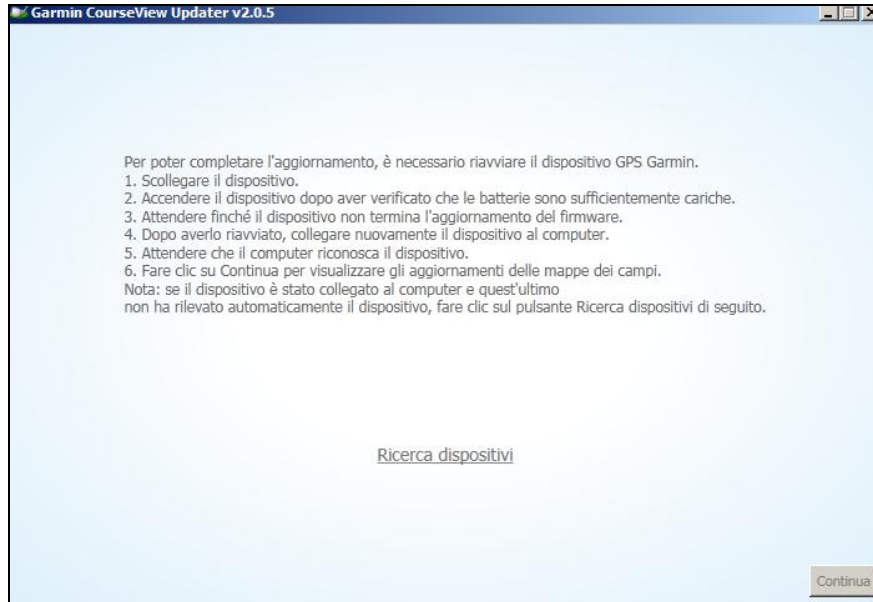 Garmin CourseView Updater v2.0.5
Per poter completare l'aggiornamento, è necessario riavviare il dispositivo GPS Garmin.
1. Scollegare il dispositivo.
2. Accendere il dispositivo dopo aver verificato che le batterie sono sufficientemente cariche.
3. Attendere finché il dispositivo non termina l'aggiornamento del firmware.
4. Dopo averlo riavviato, collegare nuovamente il dispositivo al computer.
5. Attendere che il computer riconosca il dispositivo.
6. Fare clic su Continua per visualizzare gli aggiornamenti delle mappe dei campi.
Nota: se il dispositivo è stato collegato al computer e quest'ultimo
non ha rilevato automaticamente il dispositivo, fare clic sul pulsante Ricerca dispositivi di seguito.
Ricerca dispositivi
Continua